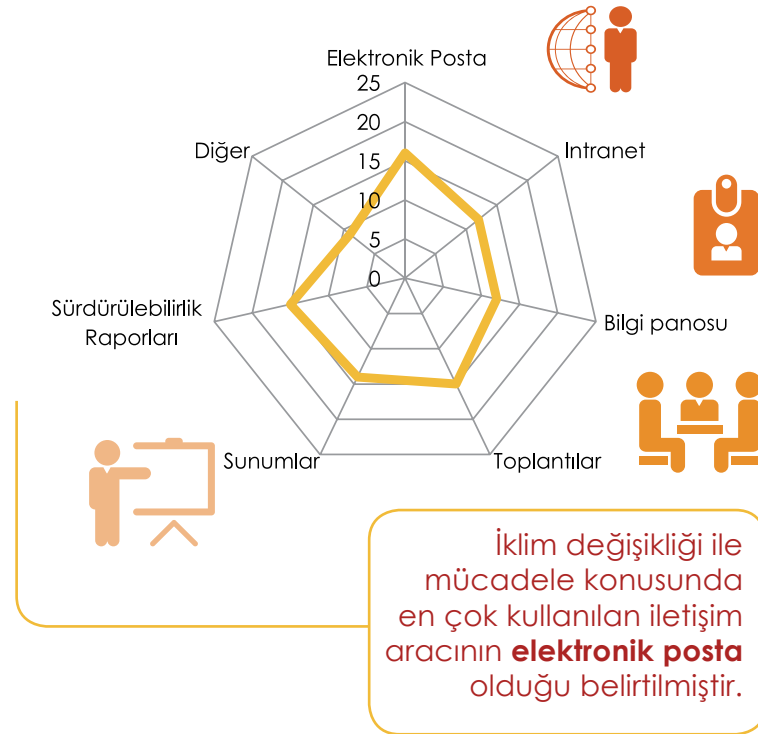 Elektronik Posta
25
20
15
10
5
0
Intranet
Bilgi panosu
Toplantılar
Sunumlar
Sürdürülebilirlik
Raporları
Diğer
İklim değişikliği ile
mücadele konusunda
en çok kullanılan iletişim
aracının elektronik posta
olduğu belirtilmiştir.